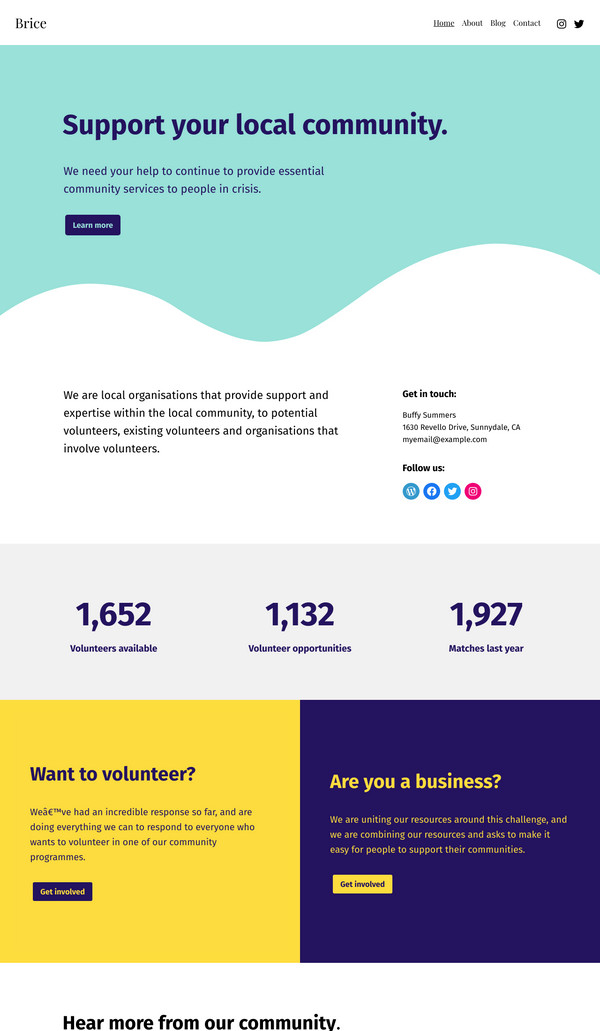 Brice
Home About Blog Contact
Support your local community.
We need your help to continue to provide essential
community services to people in crisis.
Learn more
We are local organisations that provide support and
expertise within the local community, to potential
volunteers, existing volunteers and organisations that
involve volunteers.
Get in touch:
Buffy Summers
1630 Revello Drive, Sunnydale, CA
myemail@example.com
Follow us:
1,652
Volunteers available
1,132
Volunteer opportunities
1,927
Matches last year
Want to volunteer?
Weâ€™ve had an incredible response so far, and are
doing everything we can to respond to everyone who
wants to volunteer in one of our community
programmes.
Get involved
Are you a business?
We are uniting our resources around this challenge, and
we are combining our resources and asks to make it
easy for people to support their communities.
Get involved
Hear more from our community.